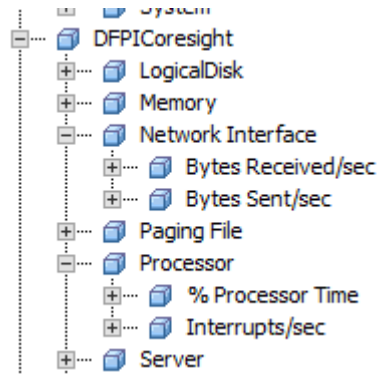 System
DFPICoresight
LogicalDisk
Memory
Network Interface
Bytes Received/sec
Bytes Sent/sec
Paging File
Processor
% Processor Time
Interrupts/sec
Server